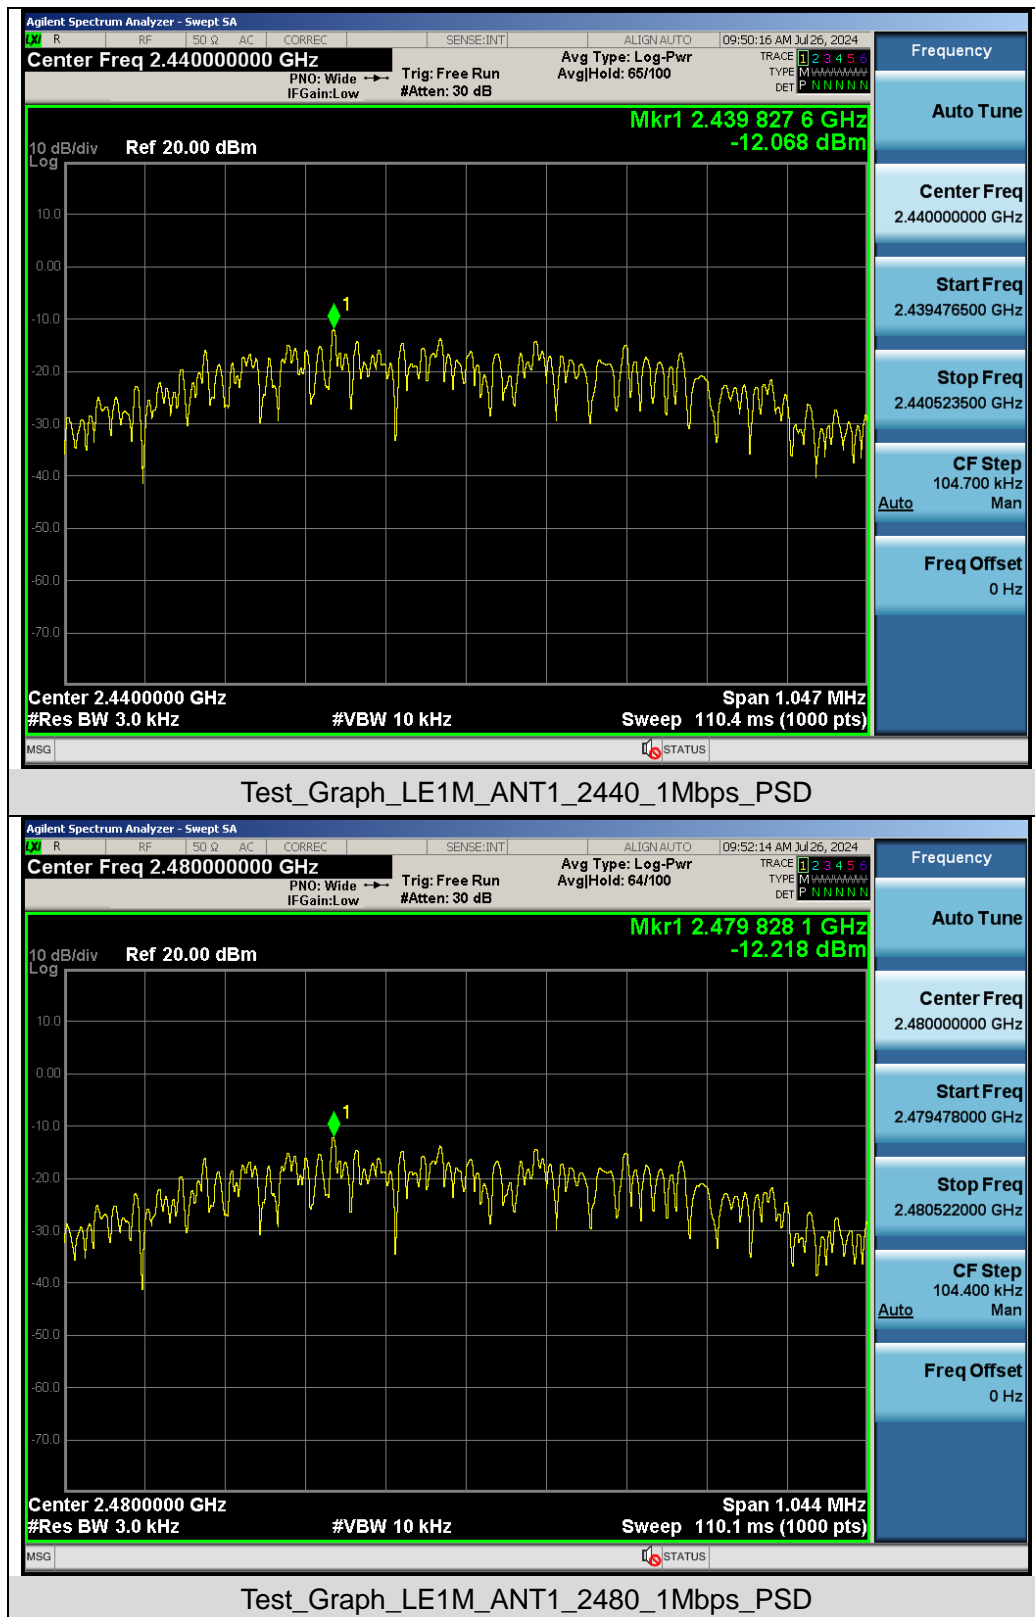 Agilent Spectrum Analyzer - Swept SA
LXI R RF 50 Ω AC CORREC SENSE:INT ALIGN AUTO 09:50:16 AM Jul 26, 2024
Center Freq 2.440000000 GHz
PNO: Wide
IFGain:Low
Trig: Free Run
#Atten: 30 dB
Avg Type: Log-Pwr
Avg|Hold: 65/100
TRACE 1 2 3 4 5 6
TYPE M WWWWW
DET P N N N N N
Mkr1 2.439 827 6 GHz
-12.068 dBm
10 dB/div
Log
Ref 20.00 dBm
10.0
0.00
-10.0
-20.0
-30.0
-40.0
-50.0
-60.0
-70.0
1
Center 2.4400000 GHz
Span 1.047 MHz
#Res BW 3.0 kHz
#VBW 10 kHz
Sweep 110.4 ms (1000 pts)
MSG
STATUS
Frequency
Auto Tune
Center Freq
2.440000000 GHz
Start Freq
2.439476500 GHz
Stop Freq
2.440523500 GHz
CF Step
104.700 kHz
Auto Man
Freq Offset
0 Hz
Test_Graph_LE1M_ANT1_2440_1Mbps_PSD
Agilent Spectrum Analyzer - Swept SA
LXI R RF 50 Ω AC CORREC SENSE:INT ALIGN AUTO 09:52:14 AM Jul 26, 2024
Center Freq 2.480000000 GHz
PNO: Wide
IFGain:Low
Trig: Free Run
#Atten: 30 dB
Avg Type: Log-Pwr
Avg|Hold: 64/100
TRACE 1 2 3 4 5 6
TYPE M WWWWW
DET P N N N N N
Mkr1 2.479 828 1 GHz
-12.218 dBm
10 dB/div
Log
Ref 20.00 dBm
10.0
0.00
-10.0
-20.0
-30.0
-40.0
-50.0
-60.0
-70.0
1
Center 2.4800000 GHz
Span 1.044 MHz
#Res BW 3.0 kHz
#VBW 10 kHz
Sweep 110.1 ms (1000 pts)
MSG
STATUS
Frequency
Auto Tune
Center Freq
2.480000000 GHz
Start Freq
2.479478000 GHz
Stop Freq
2.480522000 GHz
CF Step
104.400 kHz
Auto Man
Freq Offset
0 Hz
Test_Graph_LE1M_ANT1_2480_1Mbps_PSD